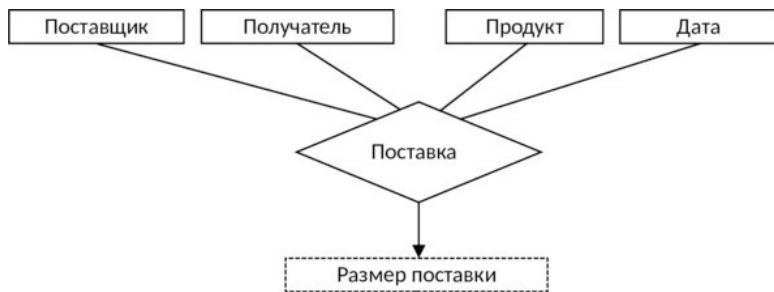 Поставщик
Получатель
Продукт
Дата
Поставка
Размер поставки